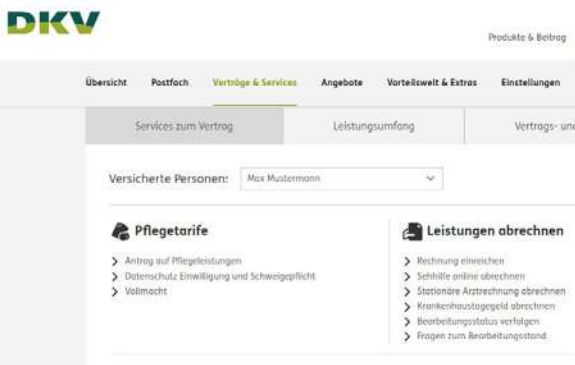 DKV
Produkte & Beitrag
Übersicht Postfach Verträge & Services Angebote Vorteilswelt & Extras Einstellungen
Services zum Vertrag Leistungsumfang Vertrags- und
Versicherte Personen: Max Mustermann
Pflegetarife
Antrag auf Pflegeleistungen
Datenschutz Einwilligung und Schweigepflicht
Vollmacht
Leistungen abrechnen
Rechnung einreichen
Sehhilfe online abrechnen
Stationäre Arztrechnung abrechnen
Krankenhaustagegeld abrechnen
Bearbeitungsstatus verfolgen
Fragen zum Bearbeitungsstand